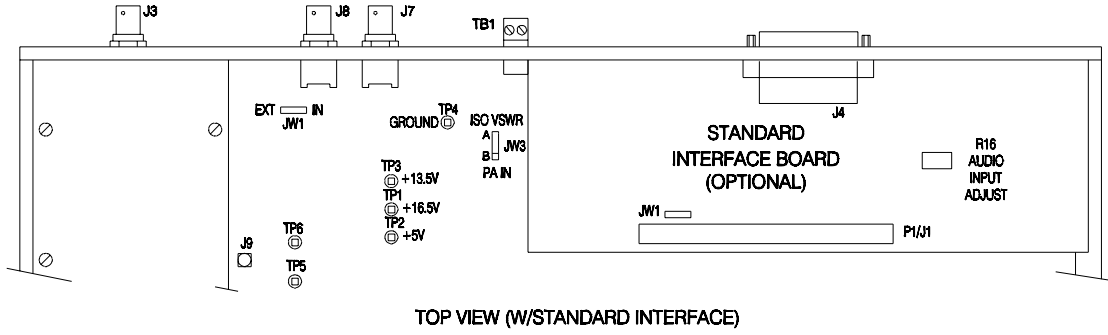 J3
J8
J7
TB1
J4
EXT
IN
JW1
TP4
GROUND
ISO VSWR
A
JW3
B
PA IN
STANDARD
INTERFACE BOARD
(OPTIONAL)
R16
AUDIO
INPUT
ADJUST
TP3
+13.5V
TP1
+16.5V
TP2
+5V
JW1
P1/J1
TP6
J9
TP5
TOP VIEW (W/STANDARD INTERFACE)